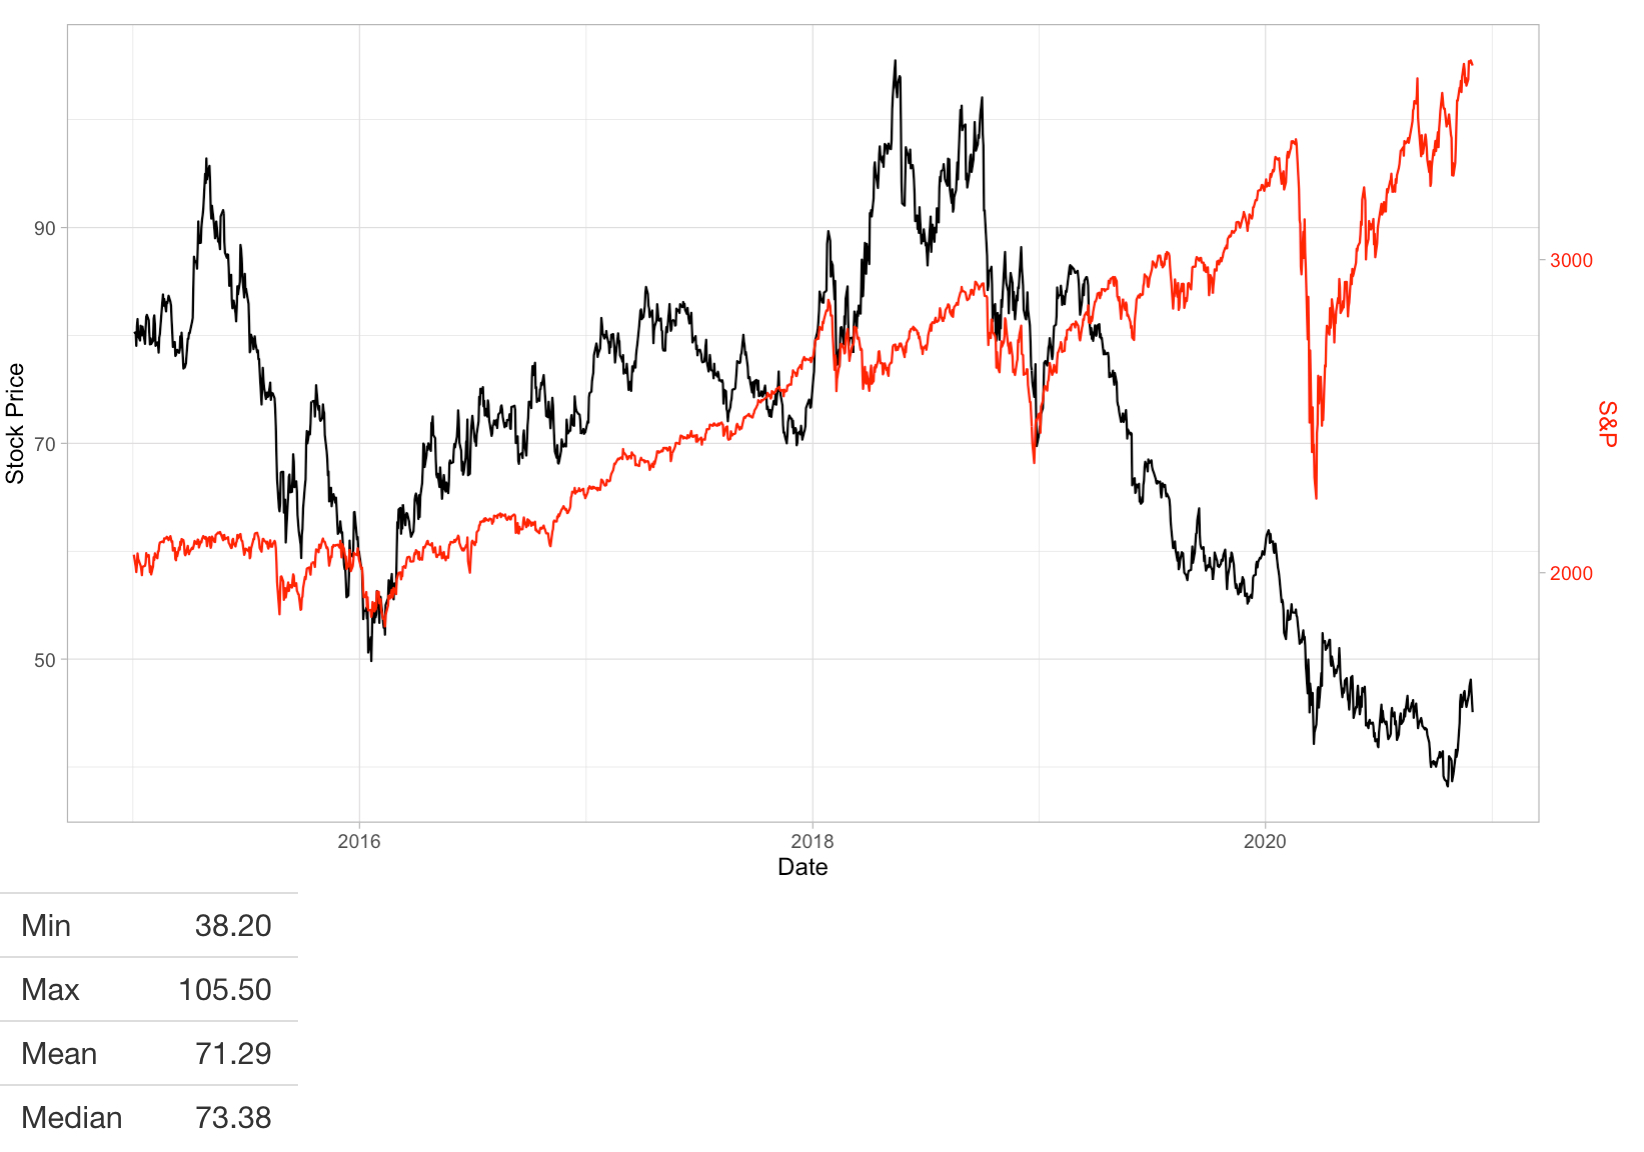 90
70
50
Stock Price
3000
2000
S&P
2016 2018 2020
Date
Min 38.20
Max 105.50
Mean 71.29
Median 73.38